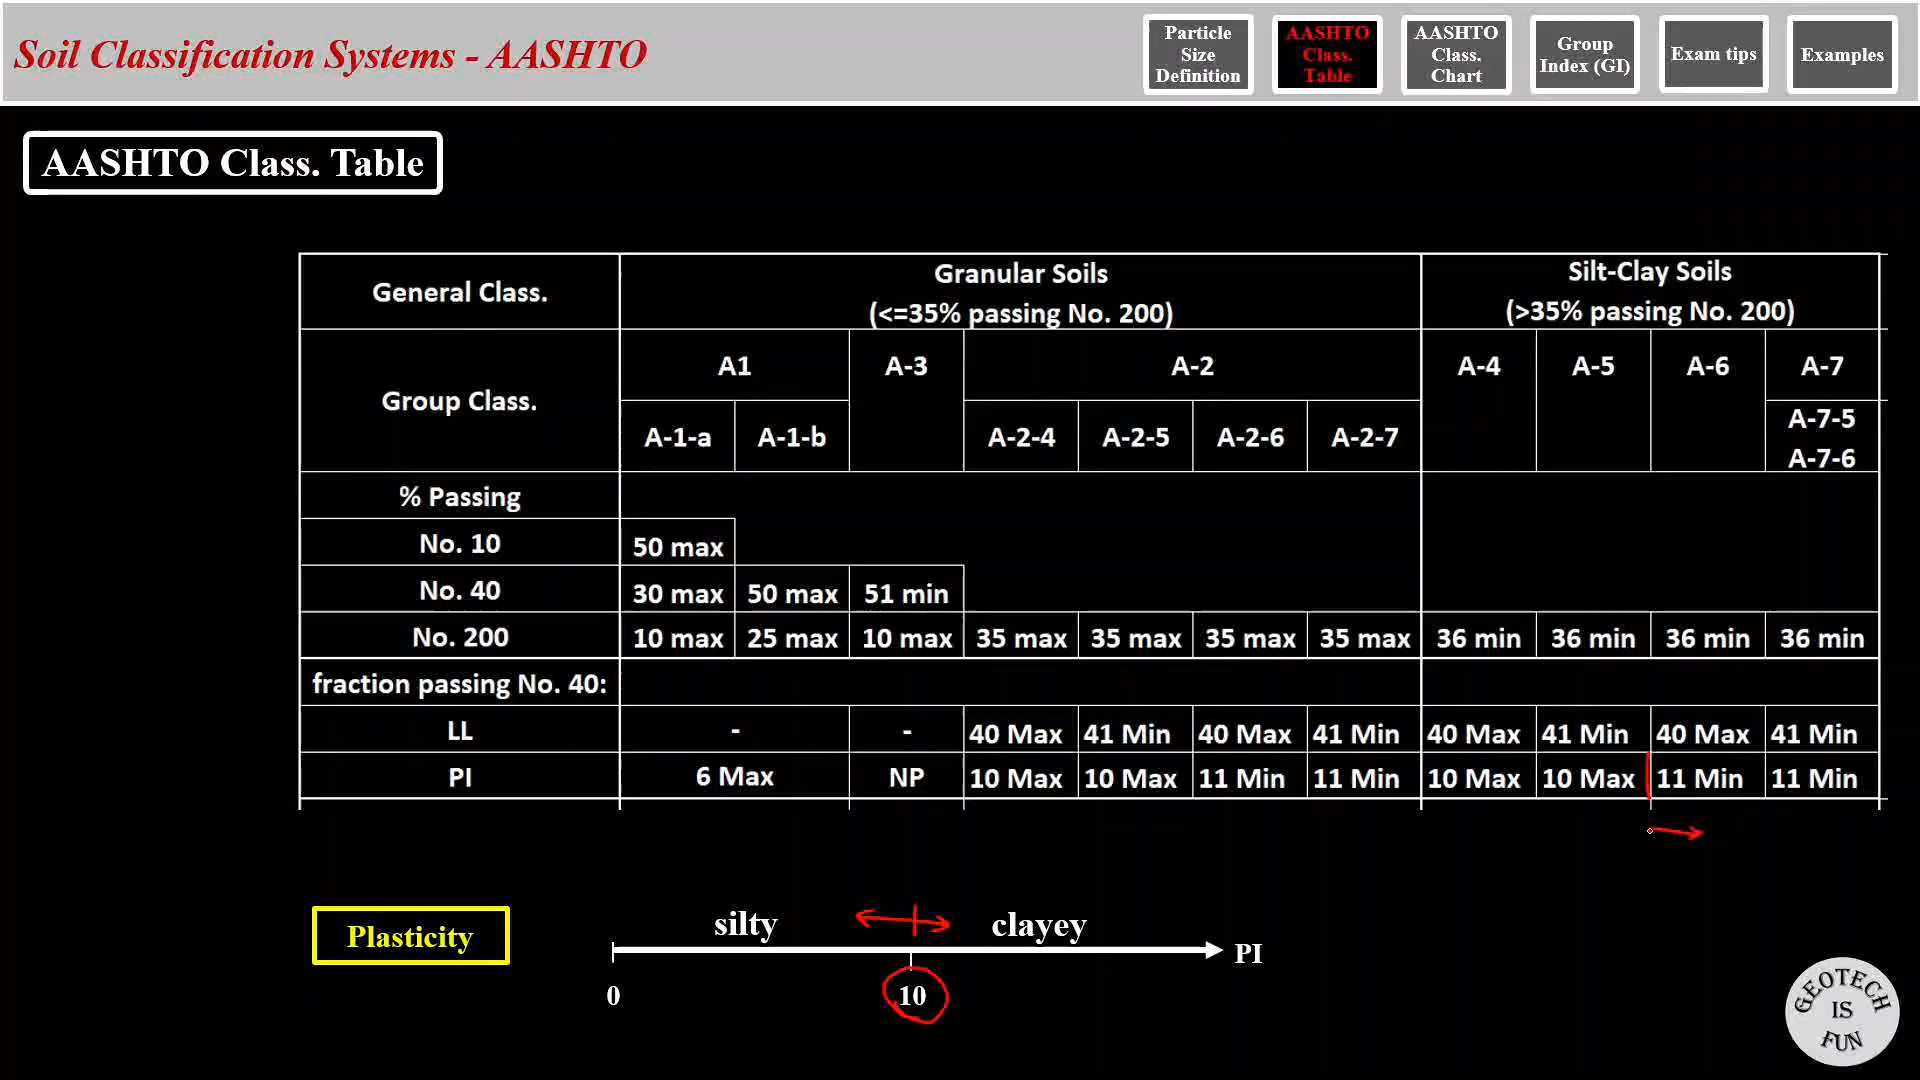 Soil Classification Systems - AASHTO
Particle
Size
Definition
AASHTO
Class.
Table
AASHTO
Class.
Chart
Group
Index (GI)
Exam tips
Examples
AASHTO Class. Table
General Class.
Granular Soils
(<=35% passing No. 200)
Silt-Clay Soils
(>35% passing No. 200)
Group Class.
A1
A-3
A-2
A-4
A-5
A-6
A-7
A-1-a
A-1-b
A-2-4
A-2-5
A-2-6
A-2-7
A-7-5
A-7-6
% Passing
No. 10
50 max
No. 40
30 max
50 max
51 min
No. 200
10 max
25 max
10 max
35 max
35 max
35 max
35 max
36 min
36 min
36 min
36 min
fraction passing No. 40:
LL
-
-
40 Max
41 Min
40 Max
41 Min
40 Max
41 Min
40 Max
41 Min
PI
6 Max
NP
10 Max
10 Max
11 Min
11 Min
10 Max
10 Max
11 Min
11 Min
Plasticity
silty
clayey
PI
0
10
GEOTECH
IS
FUN